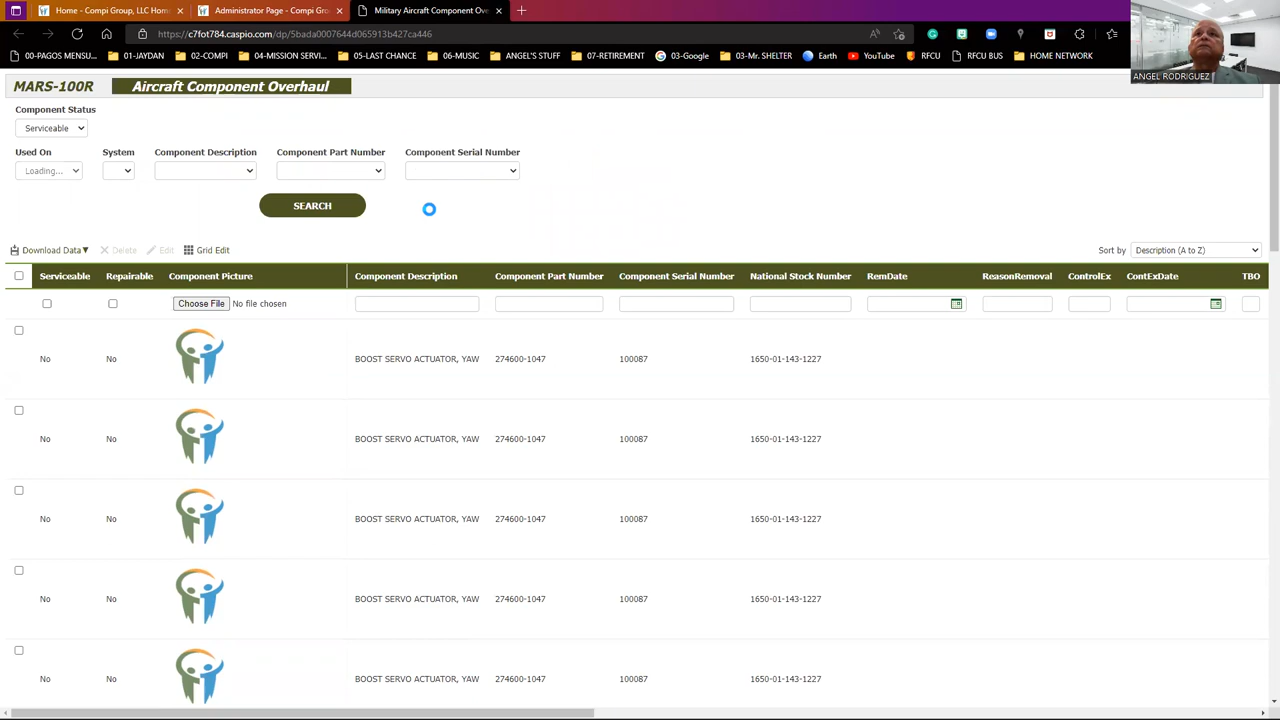 Home - Compi Group, LLC Hom
Administrator Page - Compi Gro
Military Aircraft Component Ove
https://c7fot784.caspio.com/dp/5bada0007644d065913b427ca446
00-PAGOS MENSU...
01-JAYDAN
02-COMPI
04-MISSION SERVI...
05-LAST CHANCE
06-MUSIC
ANGEL'S STUFF
07-RETIREMENT
03-Google
03-Mr. SHELTER
Earth
YouTube
RFCU
RFCU BUS
HOME NETWORK
ANGEL RODRIGUEZ
MARS-100R Aircraft Component Overhaul
Component Status
Serviceable
Used On System Component Description Component Part Number Component Serial Number
Loading...
SEARCH
Download Data▼ Delete Edit Grid Edit Sort by Description (A to Z)
Serviceable Repairable Component Picture Component Description Component Part Number Component Serial Number National Stock Number RemDate ReasonRemoval ControlEx ContExDate TBO
Choose File No file chosen
No No BOOST SERVO ACTUATOR, YAW 274600-1047 100087 1650-01-143-1227
No No BOOST SERVO ACTUATOR, YAW 274600-1047 100087 1650-01-143-1227
No No BOOST SERVO ACTUATOR, YAW 274600-1047 100087 1650-01-143-1227
No No BOOST SERVO ACTUATOR, YAW 274600-1047 100087 1650-01-143-1227
No No BOOST SERVO ACTUATOR, YAW 274600-1047 100087 1650-01-143-1227